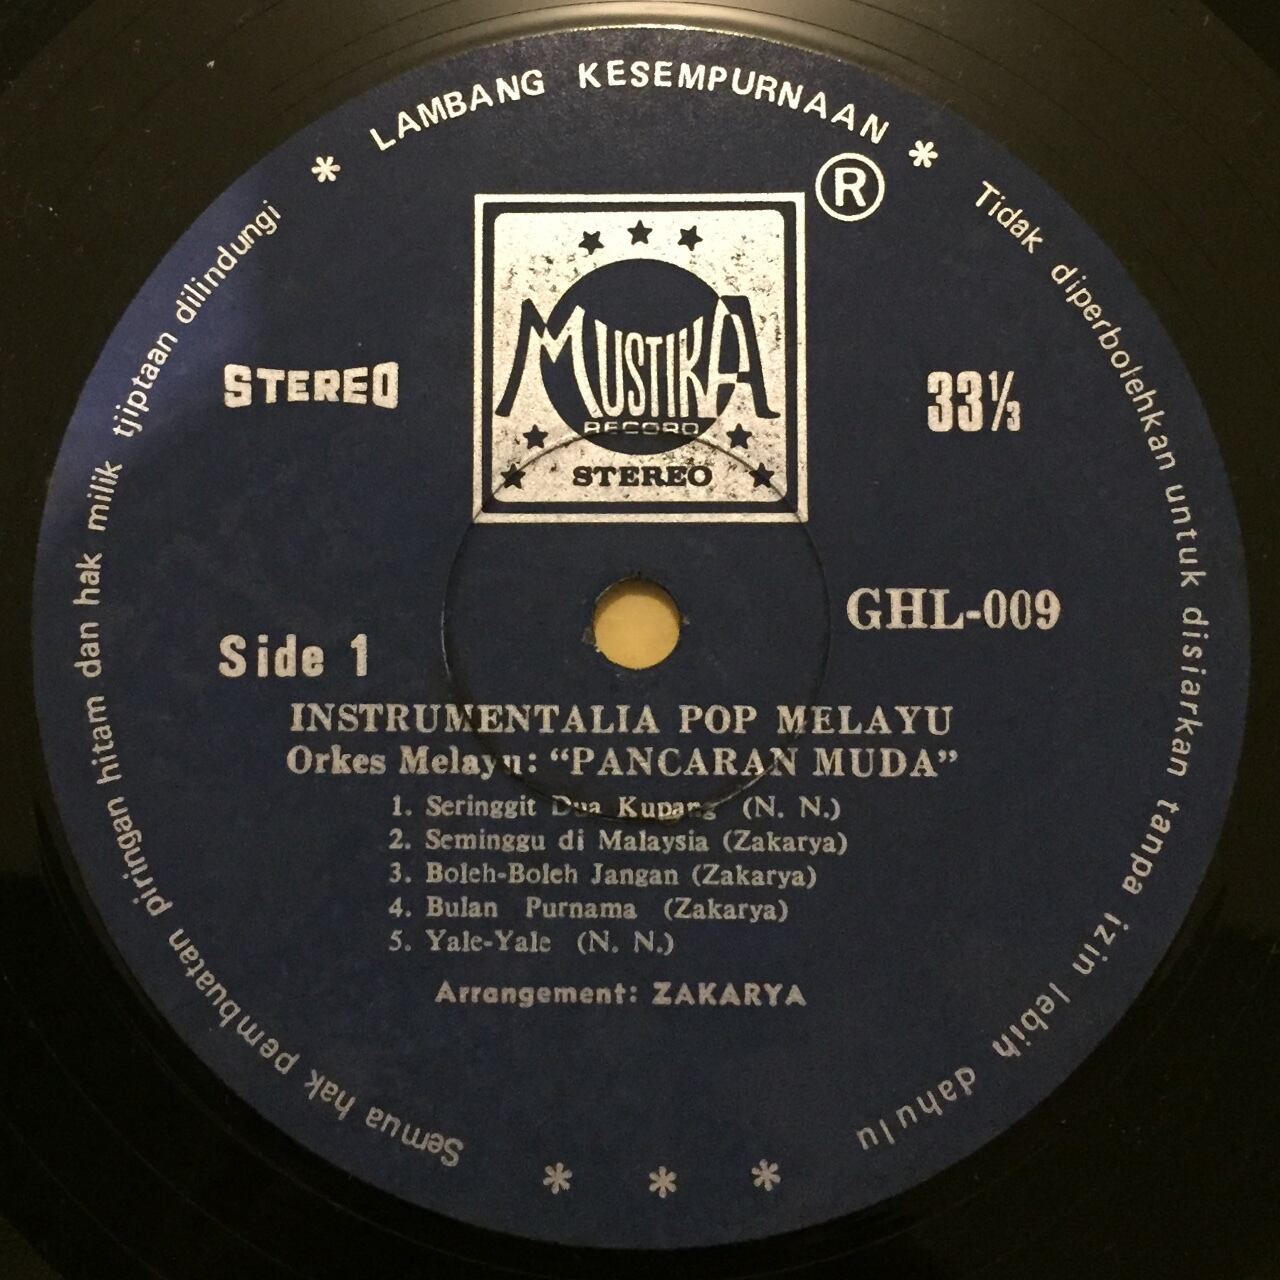 LAMBANG KESEMPURNAAN
®
MUSTIKA
RECORD
STEREO
STEREO
33⅓
GHL-009
Side 1
INSTRUMENTALIA POP MELAYU
Orkes Melayu: “PANCARAN MUDA”
1. Seringgit Dua Kupang (N. N.)
2. Seminggu di Malaysia (Zakarya)
3. Boleh-Boleh Jangan (Zakarya)
4. Bulan Purnama (Zakarya)
5. Yale-Yale (N. N.)
Arrangement: ZAKARYA
Semua hak pembuatan piringan hitam dan hak milik tjiptaan dilindungi
Tidak diperbolehkan untuk disiarkan tanpa izin lebih dahulu